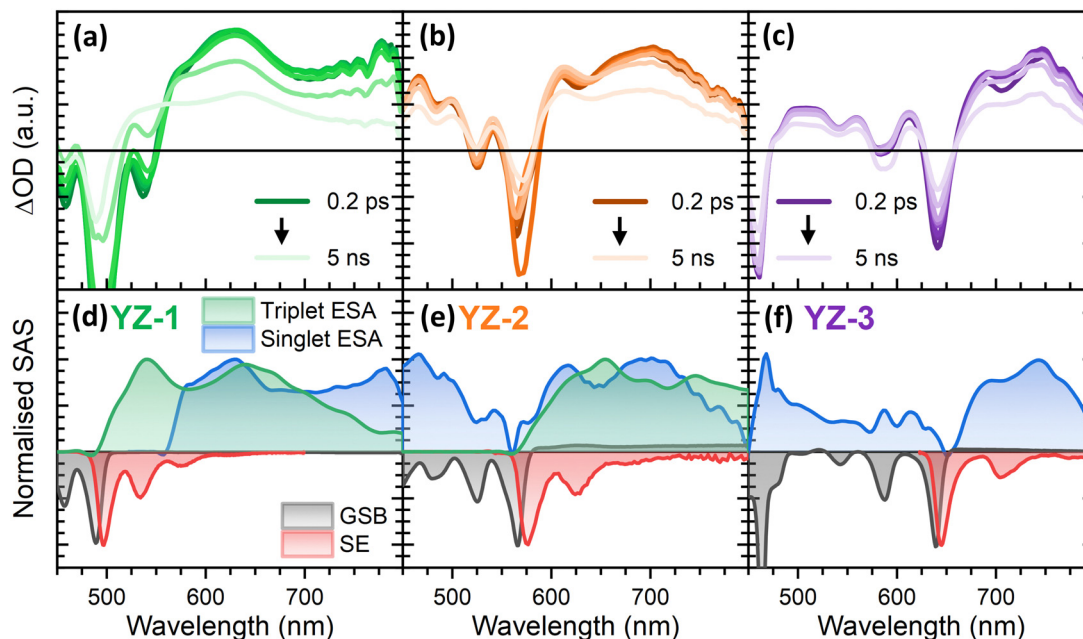 (a)
(b)
(c)
ΔOD (a.u.)
0.2 ps
5 ns
0.2 ps
5 ns
0.2 ps
5 ns
(d) YZ-1
Triplet ESA
Singlet ESA
(e) YZ-2
(f) YZ-3
Normalised SAS
GSB
SE
500 600 700
500 600 700
500 600 700
Wavelength (nm)
Wavelength (nm)
Wavelength (nm)